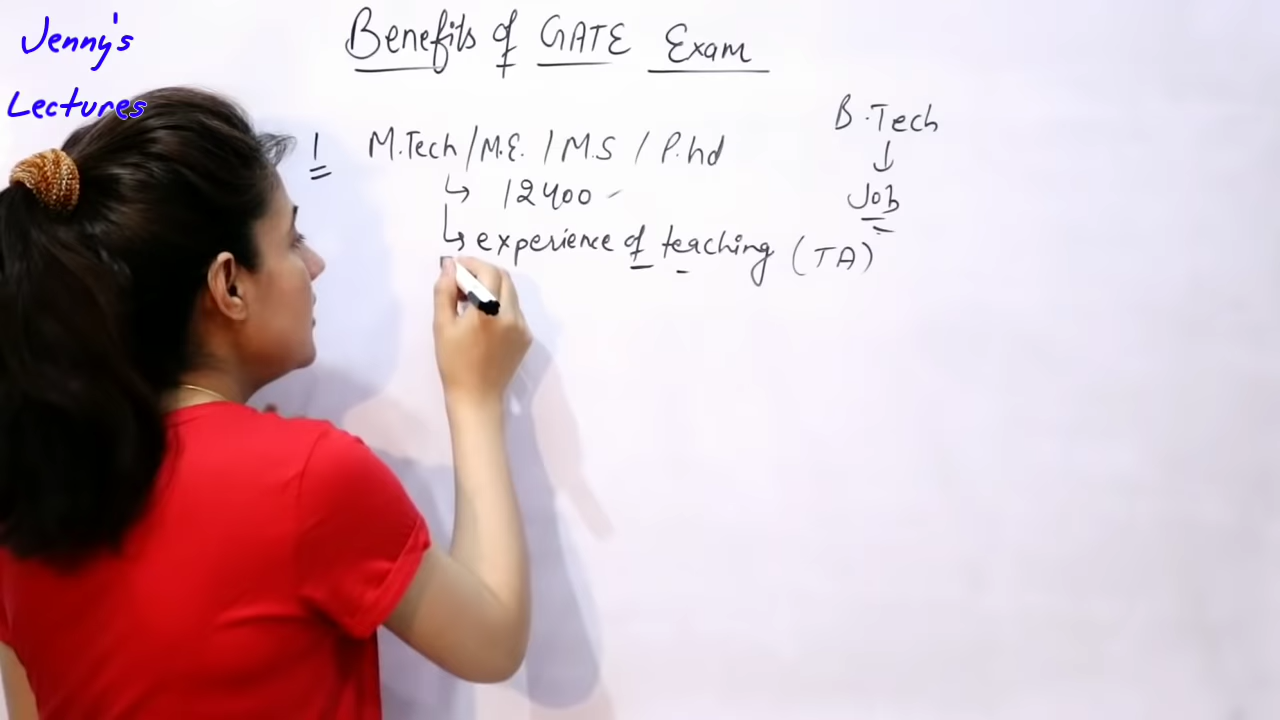 Jenny's
Lectures
Benefits of GATE Exam
1 M.Tech/M.E. / M.S / P.hd
↳ 12400
↳ experience of teaching (TA)
B.Tech
↓
Job